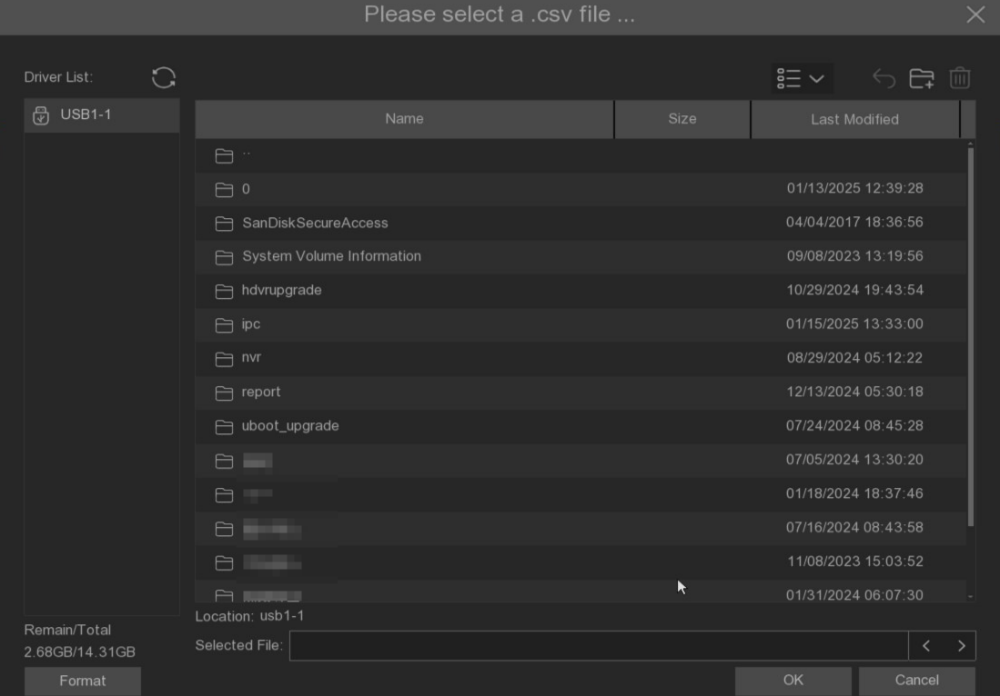 Please select a .csv file ...
Driver List:
USB1-1
Name Size Last Modified
..
0 01/13/2025 12:39:28
SanDiskSecureAccess 04/04/2017 18:36:56
System Volume Information 09/08/2023 13:19:56
hdvrupgrade 10/29/2024 19:43:54
ipc 01/15/2025 13:33:00
nvr 08/29/2024 05:12:22
report 12/13/2024 05:30:18
uboot_upgrade 07/24/2024 08:45:28
07/05/2024 13:30:20
01/18/2024 18:37:46
07/16/2024 08:43:58
11/08/2023 15:03:52
01/31/2024 06:07:30
Location: usb1-1
Remain/Total
2.68GB/14.31GB
Selected File:
Format OK Cancel